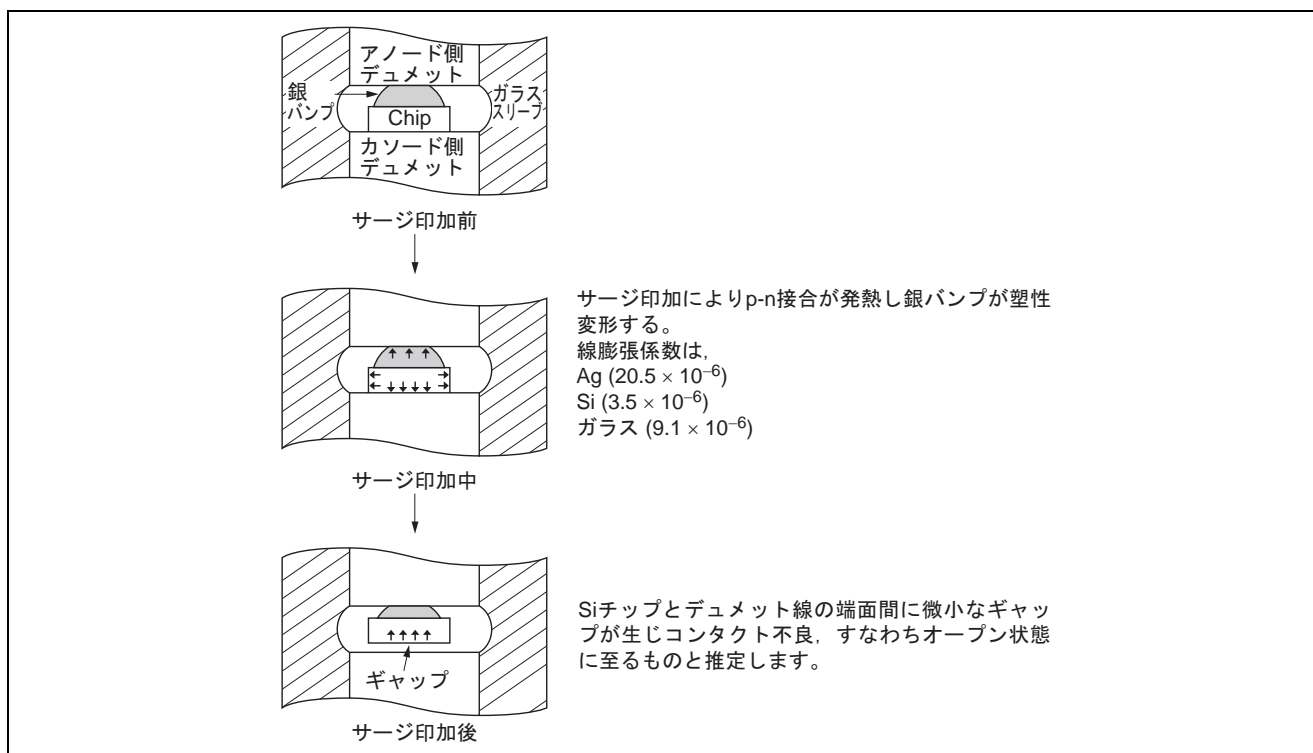 アノード側
デュメット
銀
バンプ
ガラス
スリーブ
Chip
カソード側
デュメット
サージ印加前
サージ印加によりp-n接合が発熱し銀バンプが塑性
変形する。
線膨張係数は,
Ag (20.5 × 10⁻⁶)
Si (3.5 × 10⁻⁶)
ガラス (9.1 × 10⁻⁶)
サージ印加中
Siチップとデュメット線の端面間に微小なギャッ
プが生じコンタクト不良, すなわちオープン状態
に至るものと推定します。
ギャップ
サージ印加後